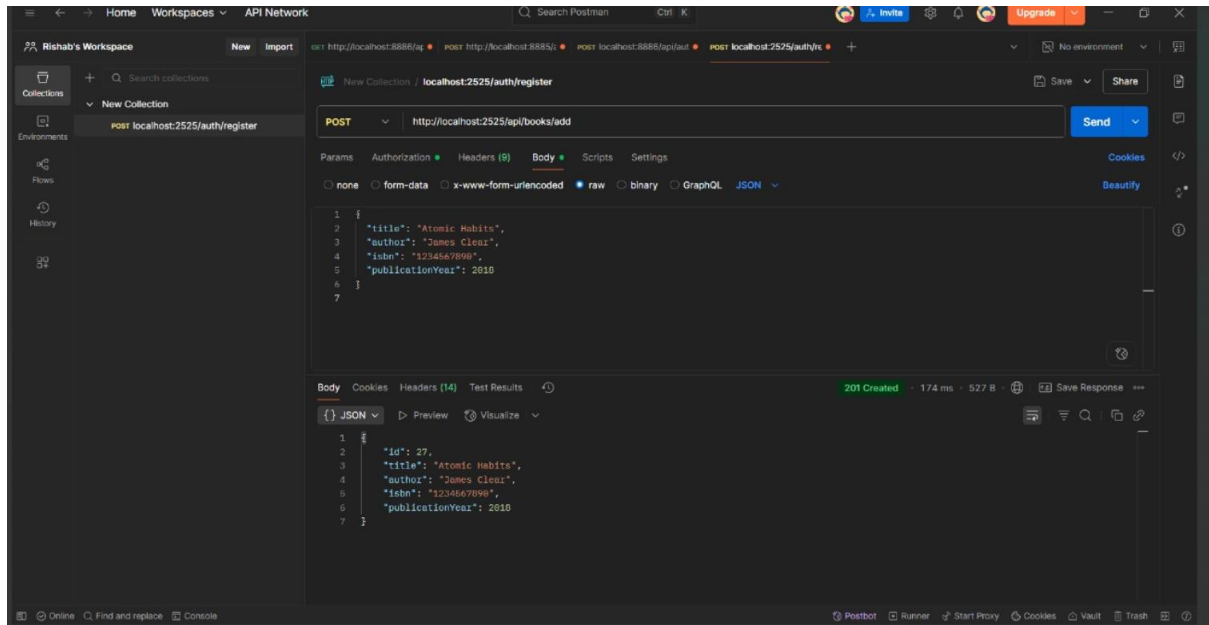 Home Workspaces API Network Search Postman Ctrl K Invite Upgrade
Rishab's Workspace New Import GET http://localhost:8886/ap POST http://localhost:8885/a POST localhost:8886/api/aut POST localhost:2525/auth/re No environment
Collections Search collections New Collection / localhost:2525/auth/register Save Share
New Collection
POST localhost:2525/auth/register
Environments
Flows
History
POST http://localhost:2525/api/books/add Send
Params Authorization Headers (9) Body Scripts Settings Cookies
none form-data x-www-form-urlencoded raw binary GraphQL JSON Beautify
1 {
2 "title": "Atomic Habits",
3 "author": "James Clear",
4 "isbn": "1234567890",
5 "publicationYear": 2018
6 }
7
Body Cookies Headers (14) Test Results 201 Created 174 ms 527 B Save Response
{} JSON Preview Visualize
1 {
2 "id": 27,
3 "title": "Atomic Habits",
4 "author": "James Clear",
5 "isbn": "1234567890",
6 "publicationYear": 2018
7 }
Online Find and replace Console Postbot Runner Start Proxy Cookies Vault Trash